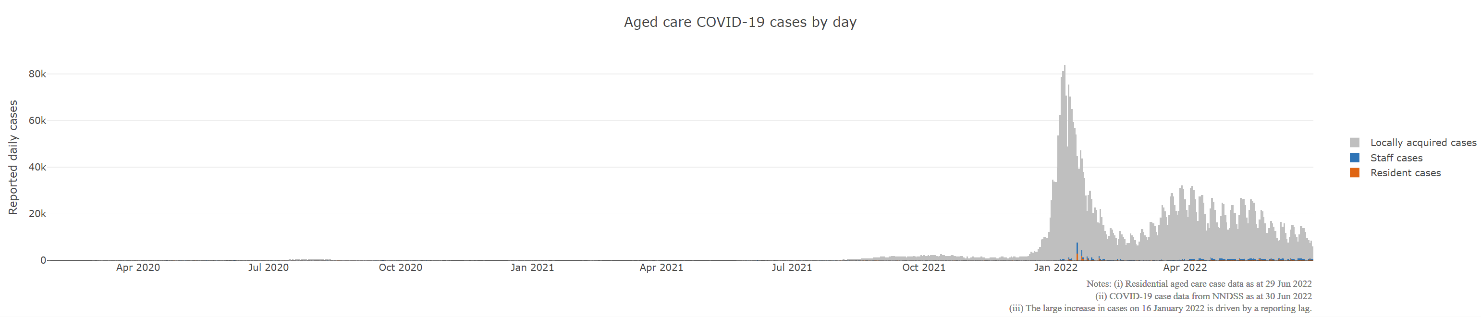 Aged care COVID-19 cases by day
Reported daily cases
80k
60k
40k
20k
0
Apr 2020
Jul 2020
Oct 2020
Jan 2021
Apr 2021
Jul 2021
Oct 2021
Jan 2022
Apr 2022
Locally acquired cases
Staff cases
Resident cases
Notes: (i) Residential aged care case data as at 29 Jun 2022
(ii) COVID-19 case data from NNDSS as at 30 Jun 2022
(iii) The large increase in cases on 16 January 2022 is driven by a reporting lag.